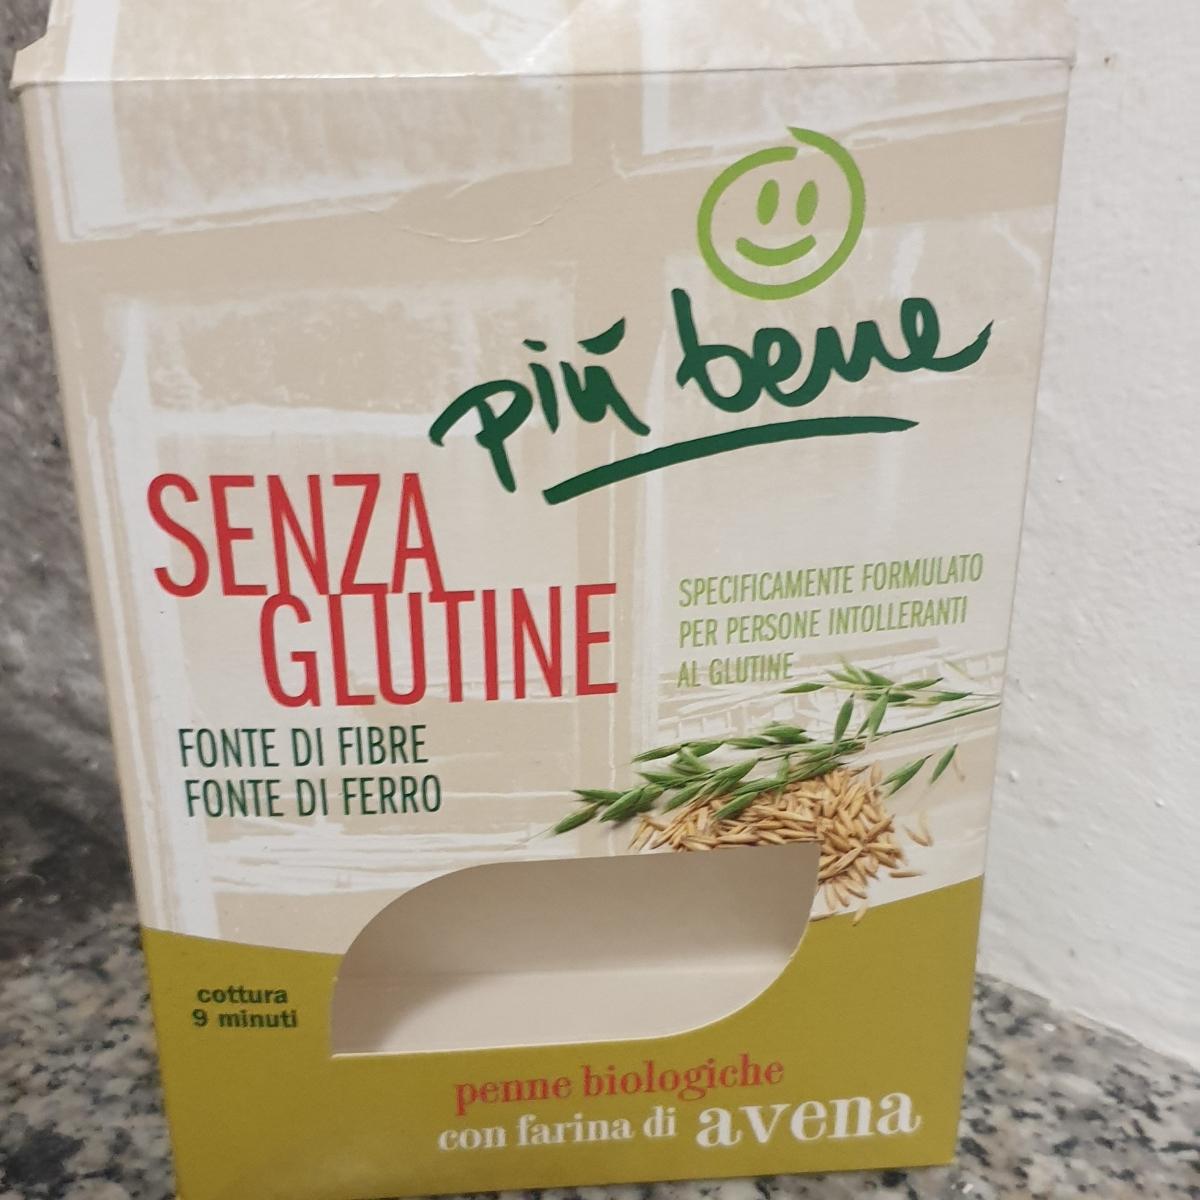 più bene
SENZA
GLUTINE
SPECIFICAMENTE FORMULATO
PER PERSONE INTOLLERANTI
AL GLUTINE
FONTE DI FIBRE
FONTE DI FERRO
cottura
9 minuti
penne biologiche
con farina di avena